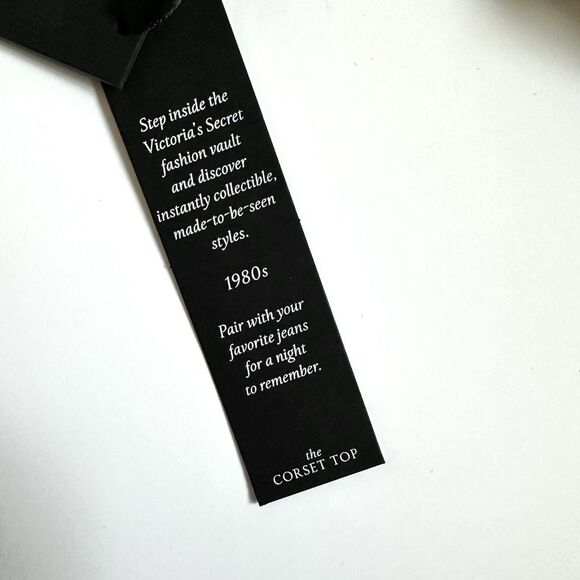 Step inside the
Victoria's Secret
fashion vault
and discover
instantly collectible,
made-to-be-seen
styles.
1980s
Pair with your
favorite jeans
for a night
to remember.
the
CORSET TOP